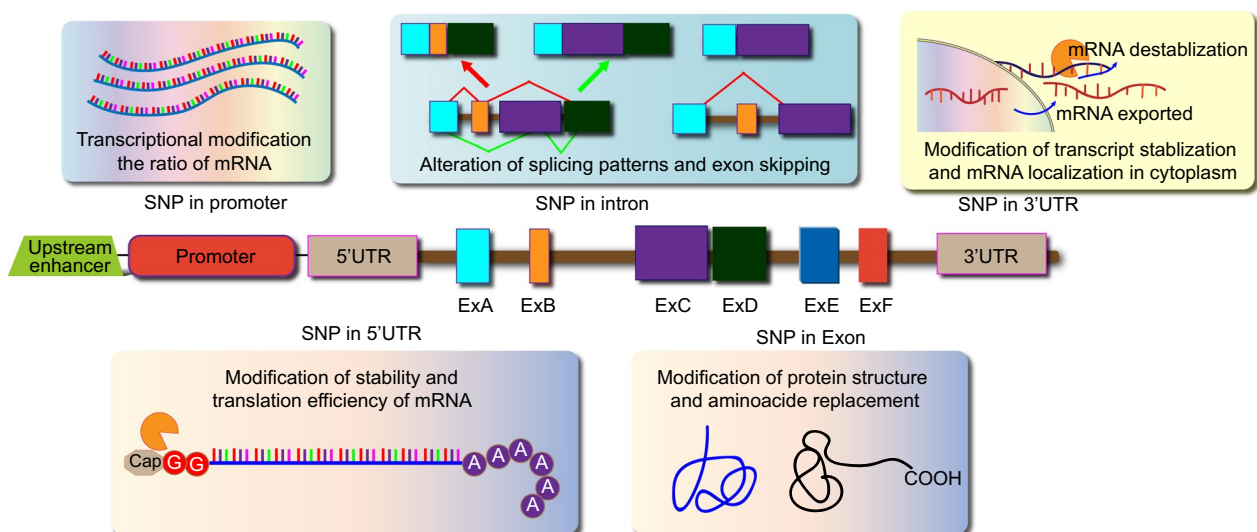 Transcriptional modification
the ratio of mRNA
Alteration of splicing patterns and exon skipping
mRNA destablization
mRNA exported
Modification of transcript stablization
and mRNA localization in cytoplasm
SNP in promoter
SNP in intron
SNP in 3'UTR
Upstream
enhancer
Promoter
5'UTR
3'UTR
ExA
ExB
ExC
ExD
ExE
ExF
SNP in 5'UTR
SNP in Exon
Modification of stability and
translation efficiency of mRNA
Cap
G
G
A
A
A
A
A
A
A
Modification of protein structure
and aminoacide replacement
COOH